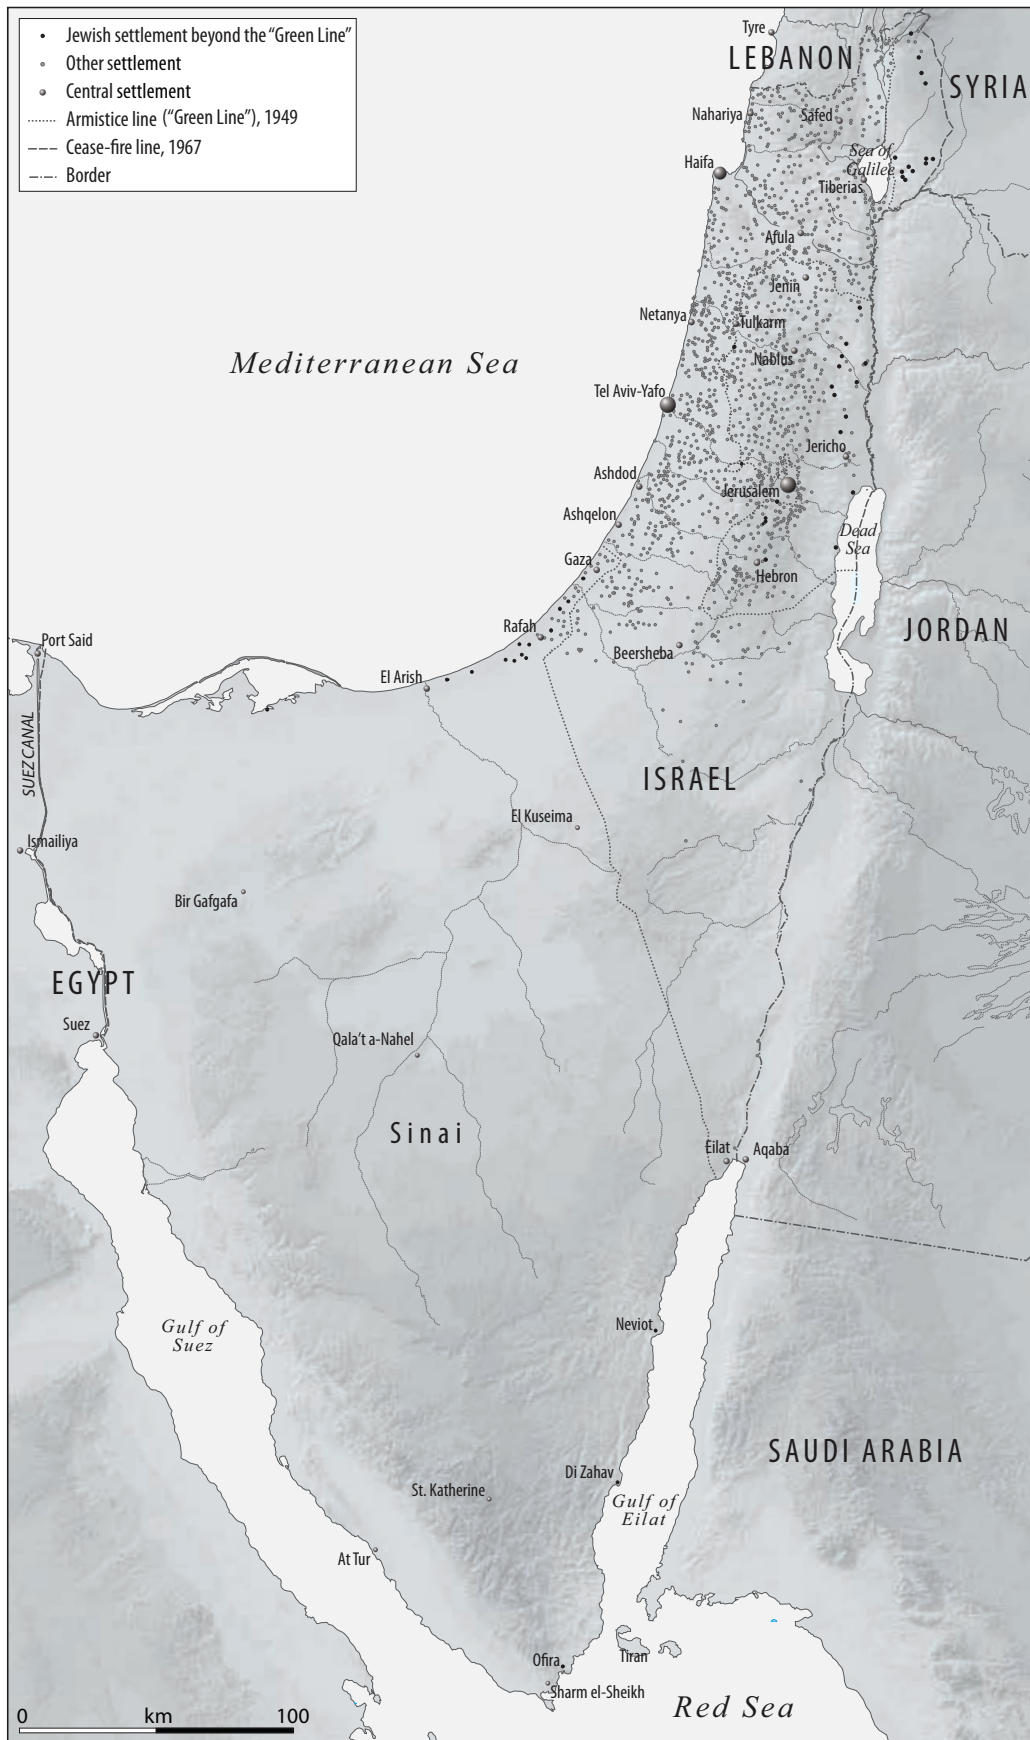 Jewish settlement beyond the “Green Line”
Other settlement
Central settlement
Armistice line (“Green Line”), 1949
Cease-fire line, 1967
Border
Tyre
LEBANON
SYRIA
Nahariya
Safed
Sea of
Galilee
Haifa
Tiberias
Afula
Jenin
Netanya
Tulkarm
Nablus
Mediterranean Sea
Tel Aviv-Yafo
Jericho
Ashdod
Jerusalem
Ashqelon
Dead
Sea
Gaza
Hebron
Rafah
JORDAN
Port Said
Beersheba
El Arish
SUEZ CANAL
ISRAEL
El Kuseima
Ismailiya
Bir Gafgafa
EGYPT
Suez
Qala't a-Nahel
Sinai
Eilat
Aqaba
Gulf of
Suez
Neviot
SAUDI ARABIA
Di Zahav
St. Katherine
Gulf of
Eilat
At Tur
Ofira
Tiran
Sharm el-Sheikh
Red Sea
0 km 100